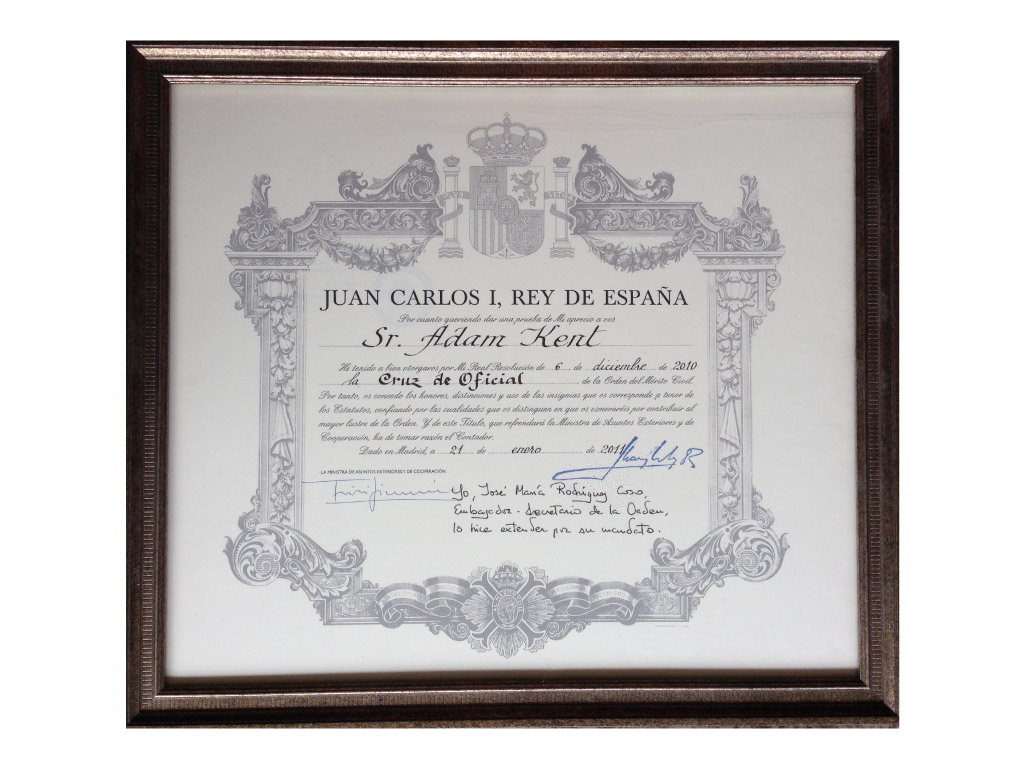 JUAN CARLOS I, REY DE ESPAÑA
Por cuanto queriendo dar una prueba de Mi aprecio a vos
Sr. Adam Kent
He tenido a bien otorgaros por Mi Real Resolución de 6 de diciembre de 2010
la Cruz de Oficial de la Orden del Mérito Civil.
Por tanto, os concedo los honores, distinciones y uso de las insignias que os corresponde a tenor de
los Estatutos, confiando por las cualidades que os distinguen en que os esmeraréis por contribuir al
mayor lustre de la Orden. Y de este Título, que refrendará la Ministra de Asuntos Exteriores y de
Cooperación, ha de tomar razón el Contador.
Dado en Madrid, a 21 de enero de 2011
LA MINISTRA DE ASUNTOS EXTERIORES Y DE COOPERACIÓN,
Yo, José María Rodríguez Coso,
Embajador-Secretario de la Orden,
lo hice extender por su mandato.